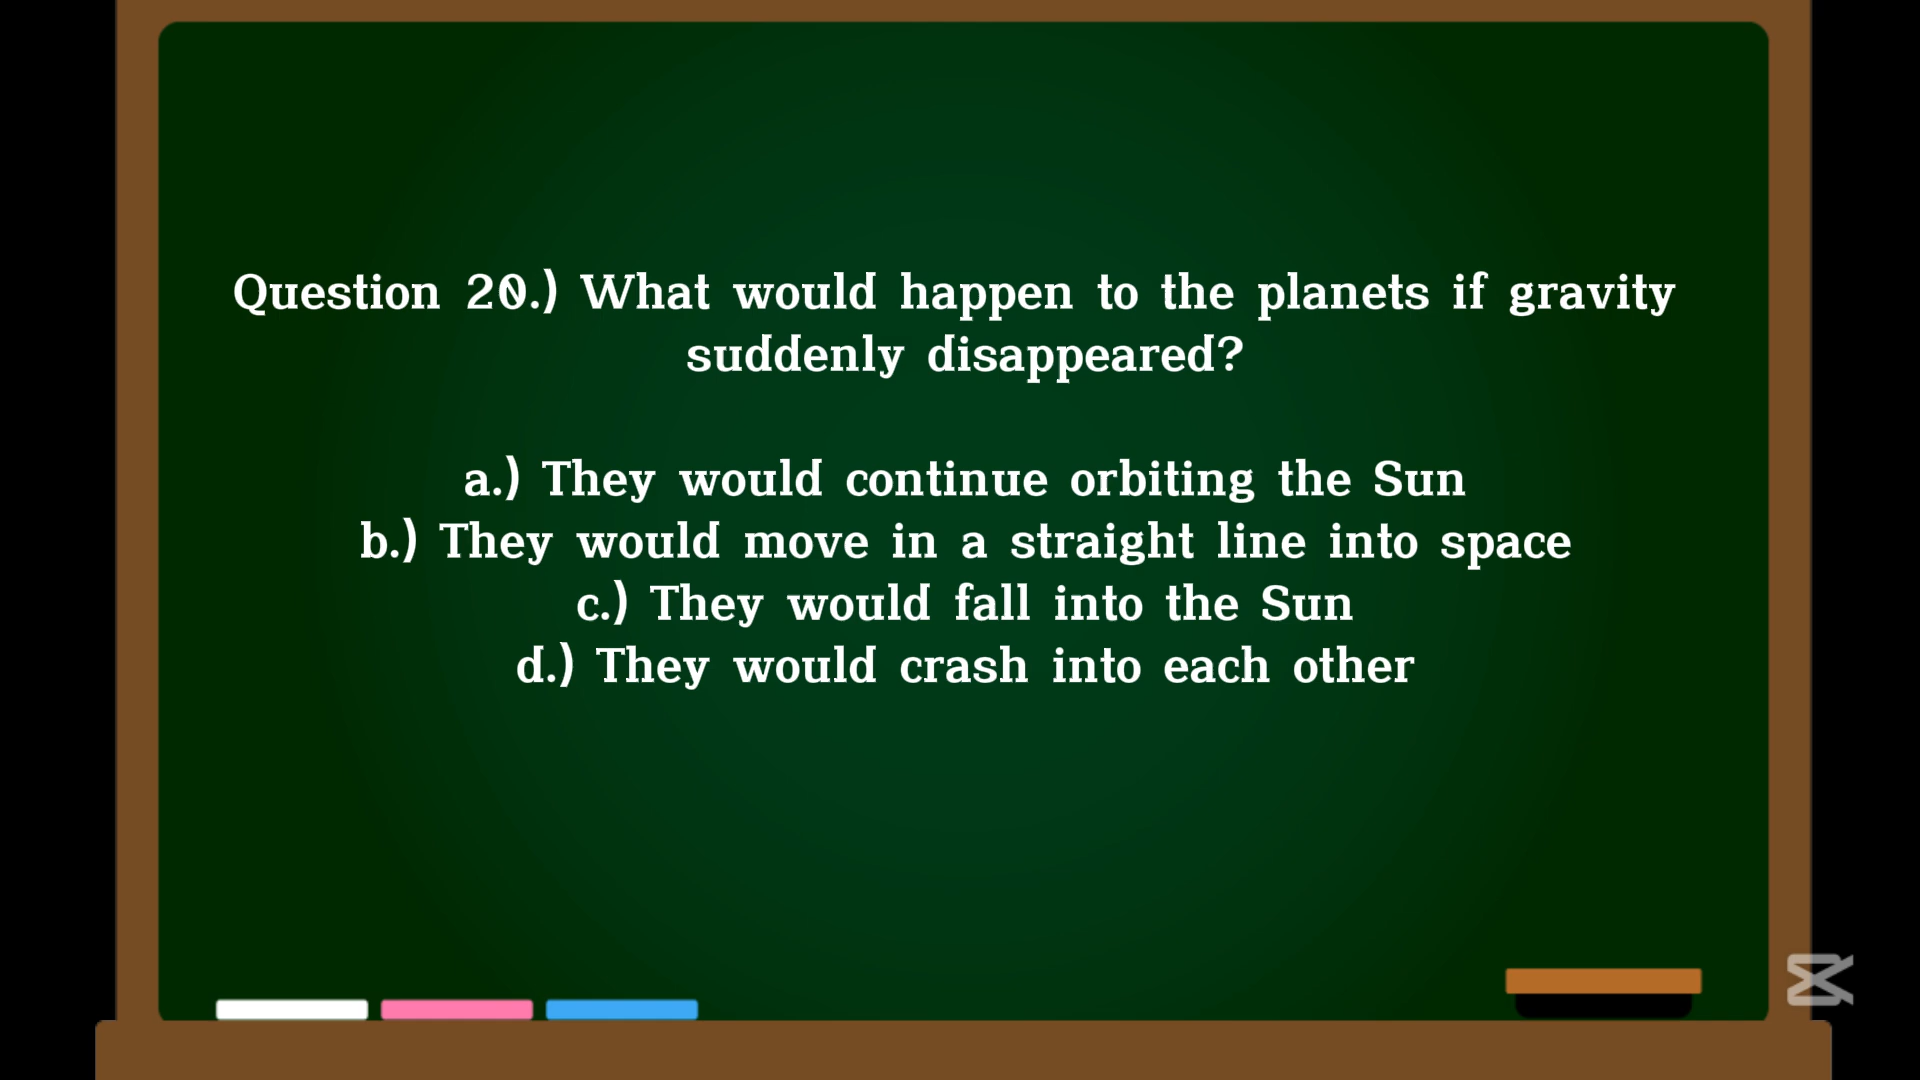 Question 20.) What would happen to the planets if gravity
suddenly disappeared?
a.) They would continue orbiting the Sun
b.) They would move in a straight line into space
c.) They would fall into the Sun
d.) They would crash into each other